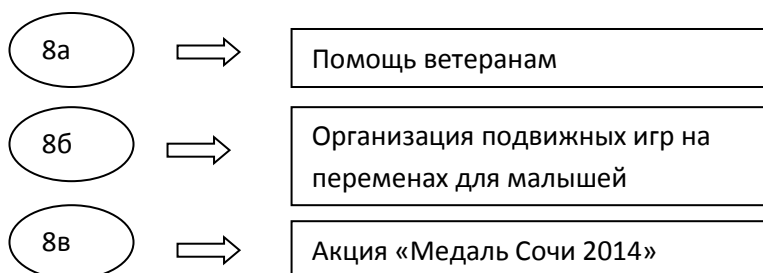 8а
Помощь ветеранам
8б
Организация подвижных игр на
переменах для малышей
8в
Акция «Медаль Сочи 2014»